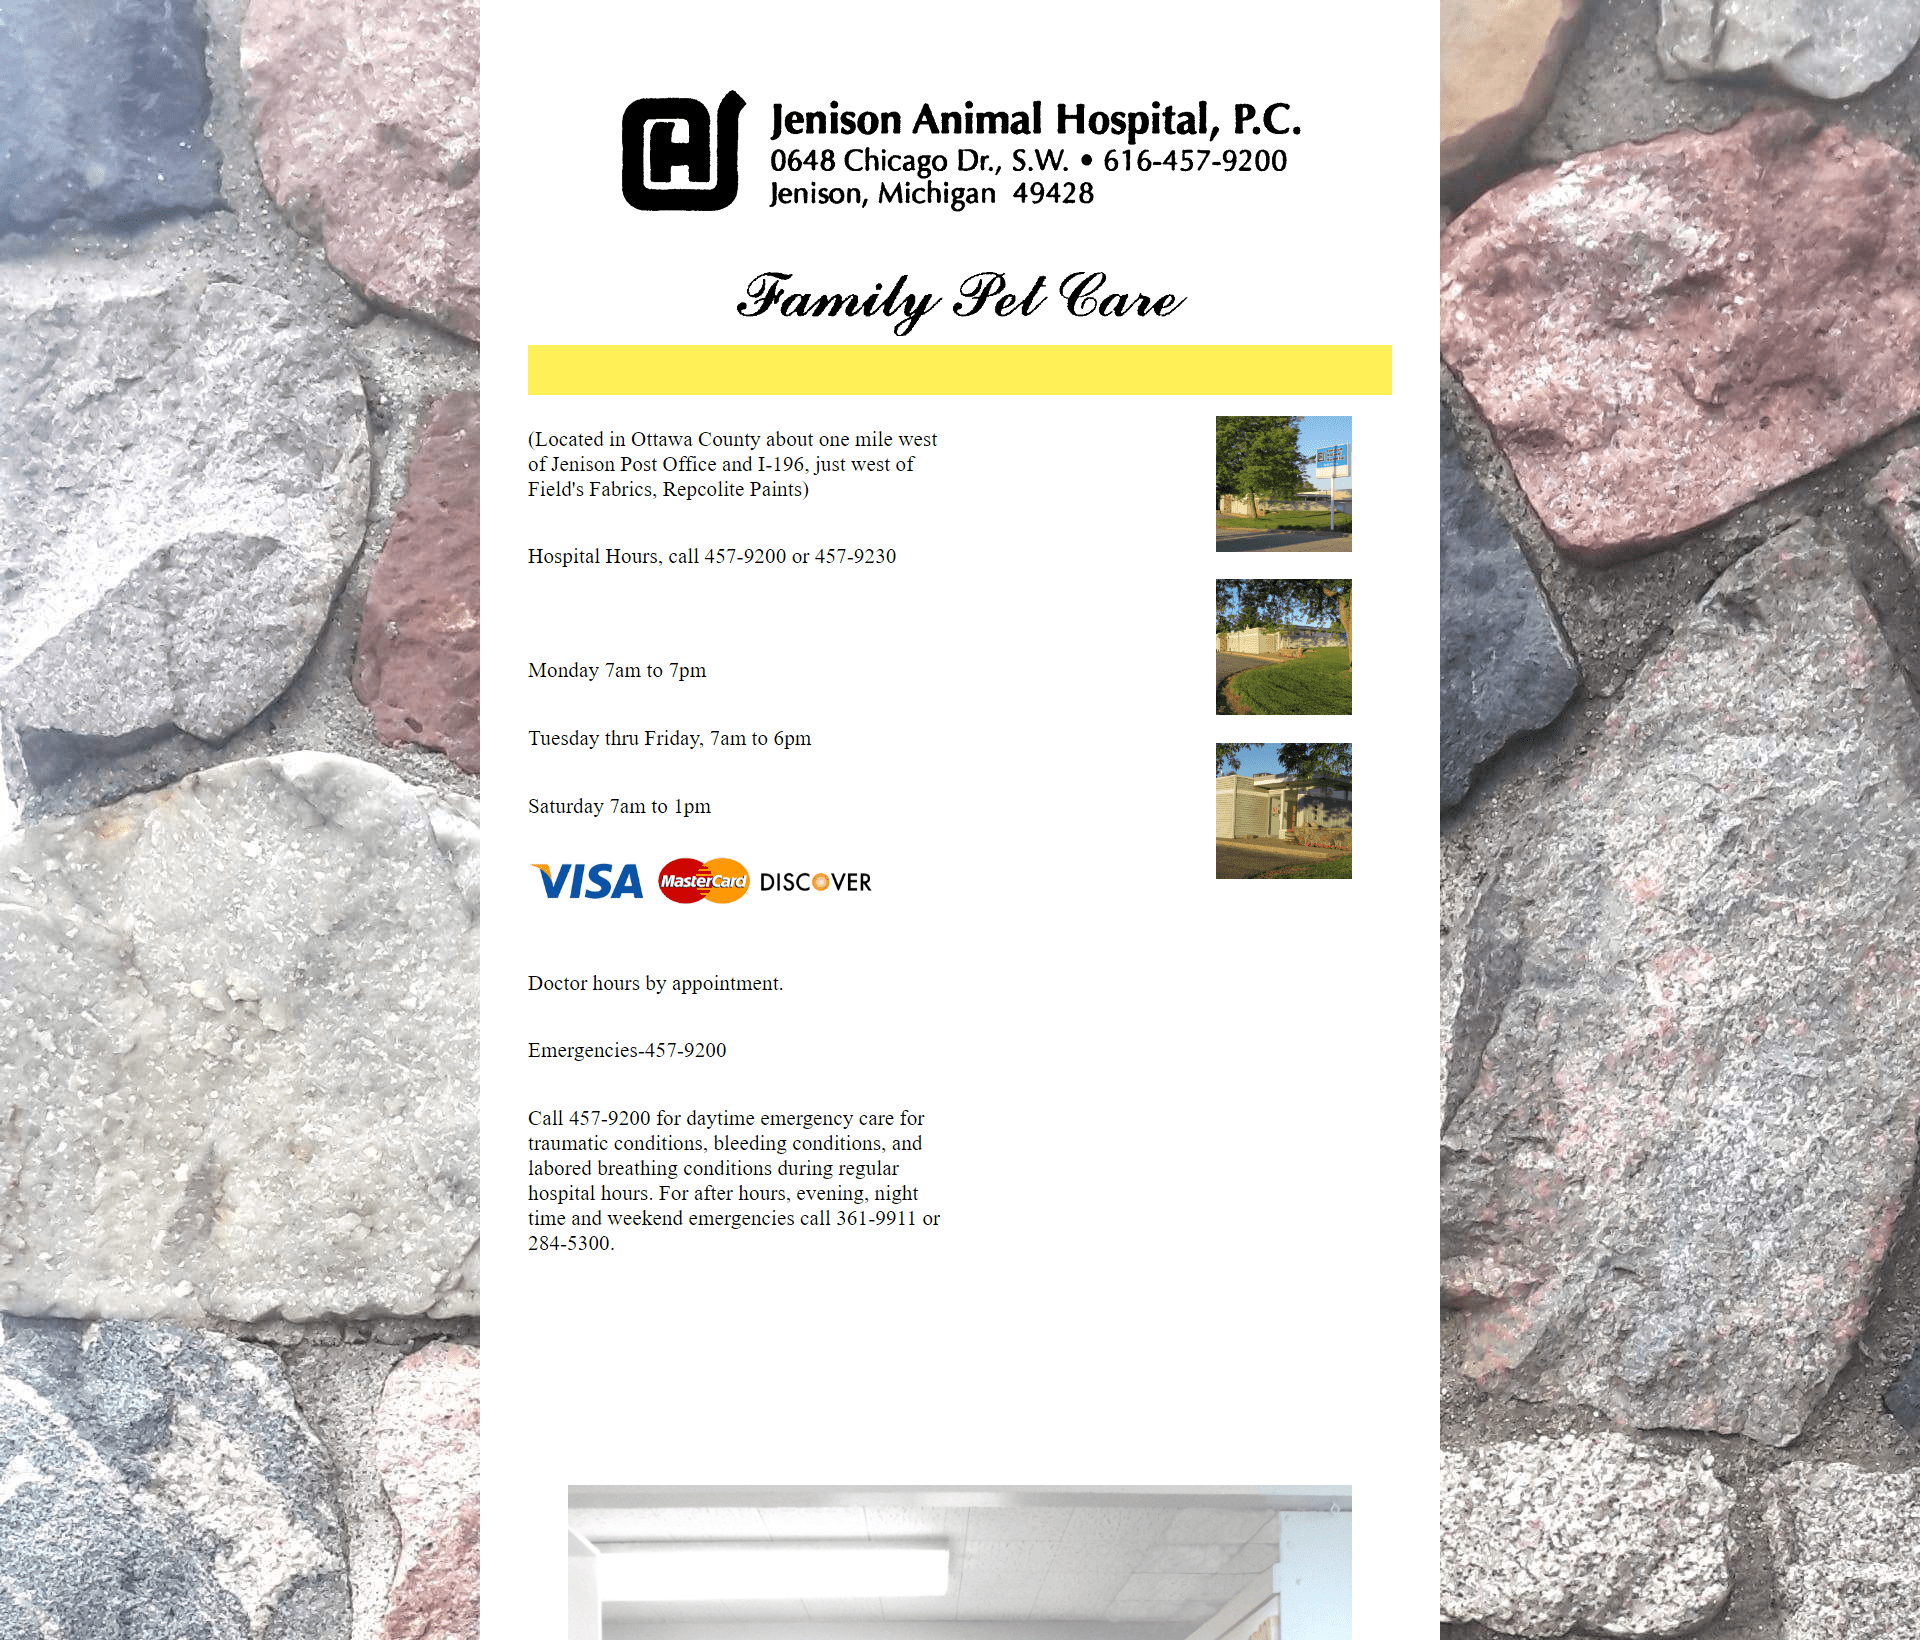 Jenison Animal Hospital, P.C.
0648 Chicago Dr., S.W. • 616-457-9200
Jenison, Michigan 49428
Family Pet Care
(Located in Ottawa County about one mile west
of Jenison Post Office and I-196, just west of
Field's Fabrics, Repcolite Paints)
Hospital Hours, call 457-9200 or 457-9230
Monday 7am to 7pm
Tuesday thru Friday, 7am to 6pm
Saturday 7am to 1pm
VISA MasterCard DISCOVER
Doctor hours by appointment.
Emergencies-457-9200
Call 457-9200 for daytime emergency care for
traumatic conditions, bleeding conditions, and
labored breathing conditions during regular
hospital hours. For after hours, evening, night
time and weekend emergencies call 361-9911 or
284-5300.